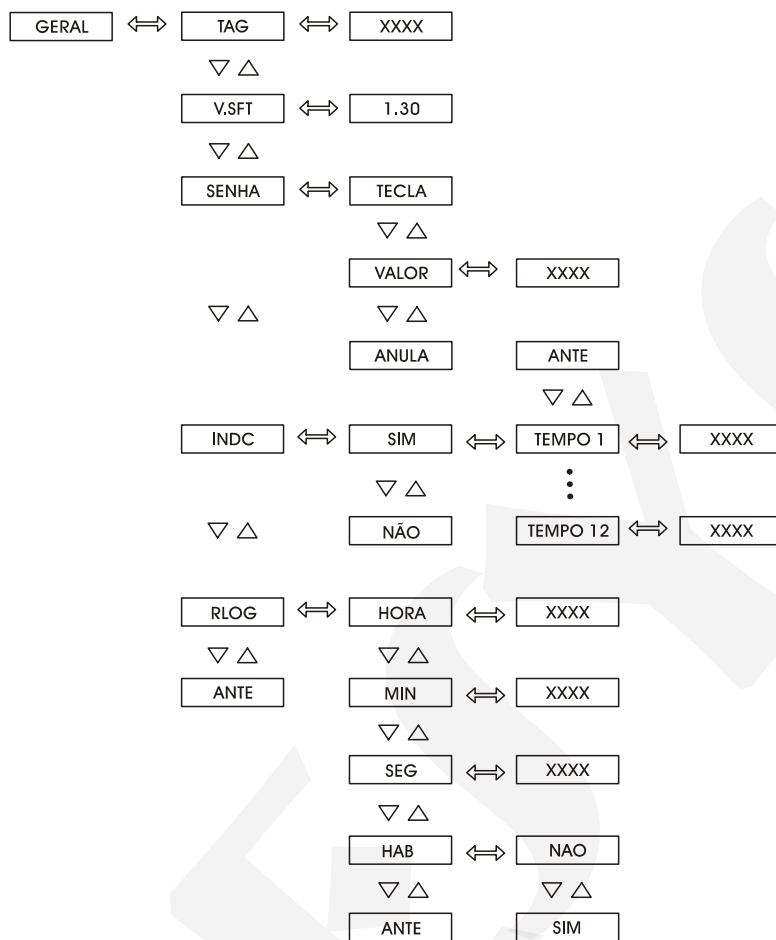 GERAL TAG XXXX
V.SFT 1.30
SENHA TECLA
VALOR XXXX
ANULA ANTE
INDC SIM TEMPO 1 XXXX
NÃO TEMPO 12 XXXX
RLOG HORA XXXX
ANTE MIN XXXX
SEG XXXX
HAB NAO
ANTE SIM